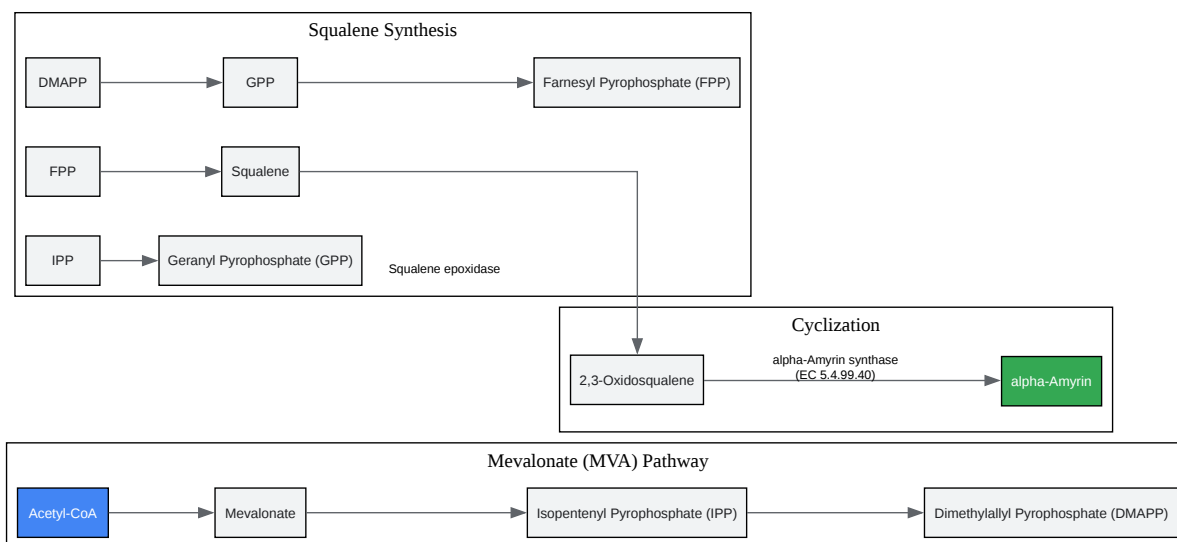 Squalene Synthesis
DMAPP
GPP
Farnesyl Pyrophosphate (FPP)
FPP
Squalene
IPP
Geranyl Pyrophosphate (GPP)
Squalene epoxidase
Cyclization
2,3-Oxidosqualene
alpha-Amyrin synthase
(EC 5.4.99.40)
alpha-Amyrin
Mevalonate (MVA) Pathway
Acetyl-CoA
Mevalonate
Isopentenyl Pyrophosphate (IPP)
Dimethylallyl Pyrophosphate (DMAPP)